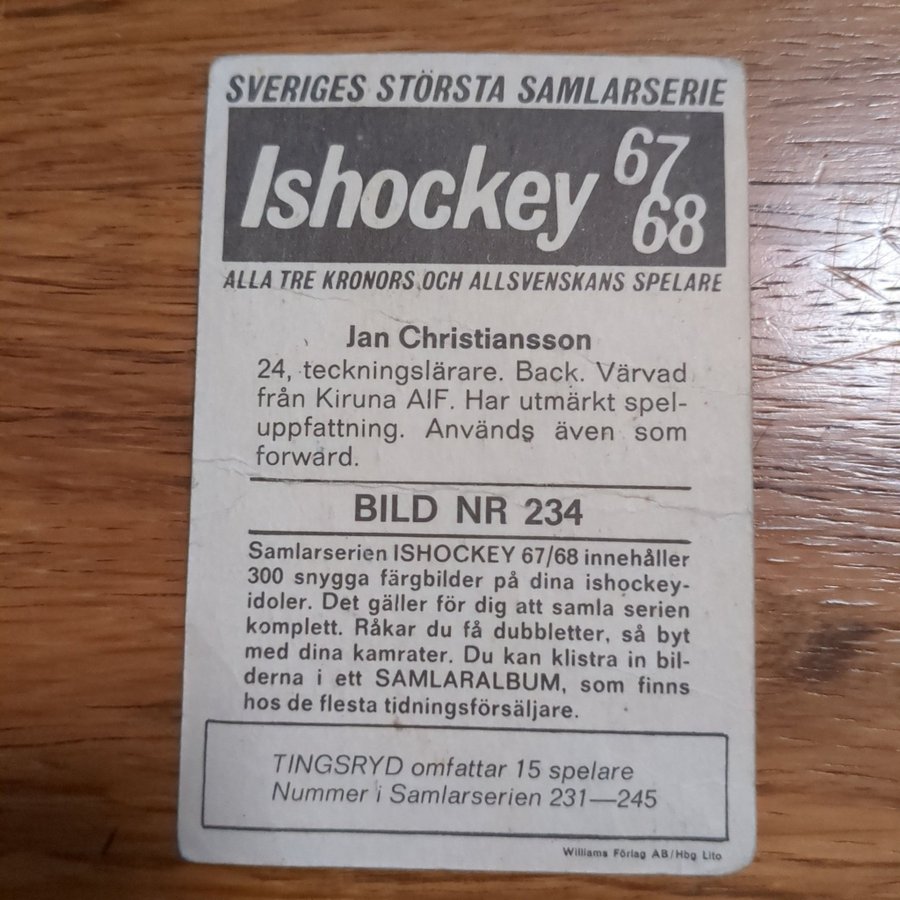 SVERIGES STÖRSTA SAMLARSERIE
Ishockey 67
68
ALLA TRE KRONORS OCH ALLSVENSKANS SPELARE
Jan Christiansson
24, teckningslärare. Back. Värvad
från Kiruna AIF. Har utmärkt spel-
uppfattning. Används även som
forward.
BILD NR 234
Samlarserien ISHOCKEY 67/68 innehåller
300 snygga färgbilder på dina ishockey-
idoler. Det gäller för dig att samla serien
komplett. Råkar du få dubbletter, så byt
med dina kamrater. Du kan klistra in bil-
derna i ett SAMLARALBUM, som finns
hos de flesta tidningsförsäljare.
TINGSRYD omfattar 15 spelare
Nummer i Samlarserien 231—245
Williams Förlag AB/Hbg Lito